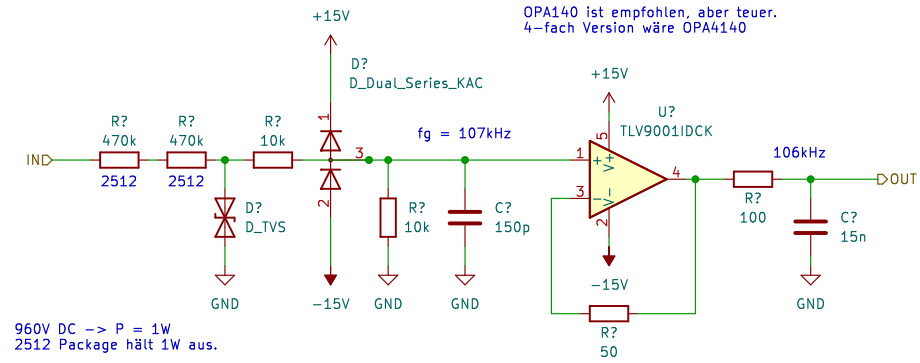 OPA140 ist empfohlen, aber teuer.
4-fach Version wäre OPA4140
+15V
D?
D_Dual_Series_KAC
+15V
U?
TLV9001IDCK
R?
470k
2512
R?
470k
2512
R?
10k
1
3
2
fg = 107kHz
IN
D?
D_TVS
GND
-15V
R?
10k
GND
C?
150p
GND
1
+
3
-
5
V+
V-
2
4
-15V
R?
50
106kHz
R?
100
OUT
C?
15n
GND
960V DC -> P = 1W
2512 Package hält 1W aus.